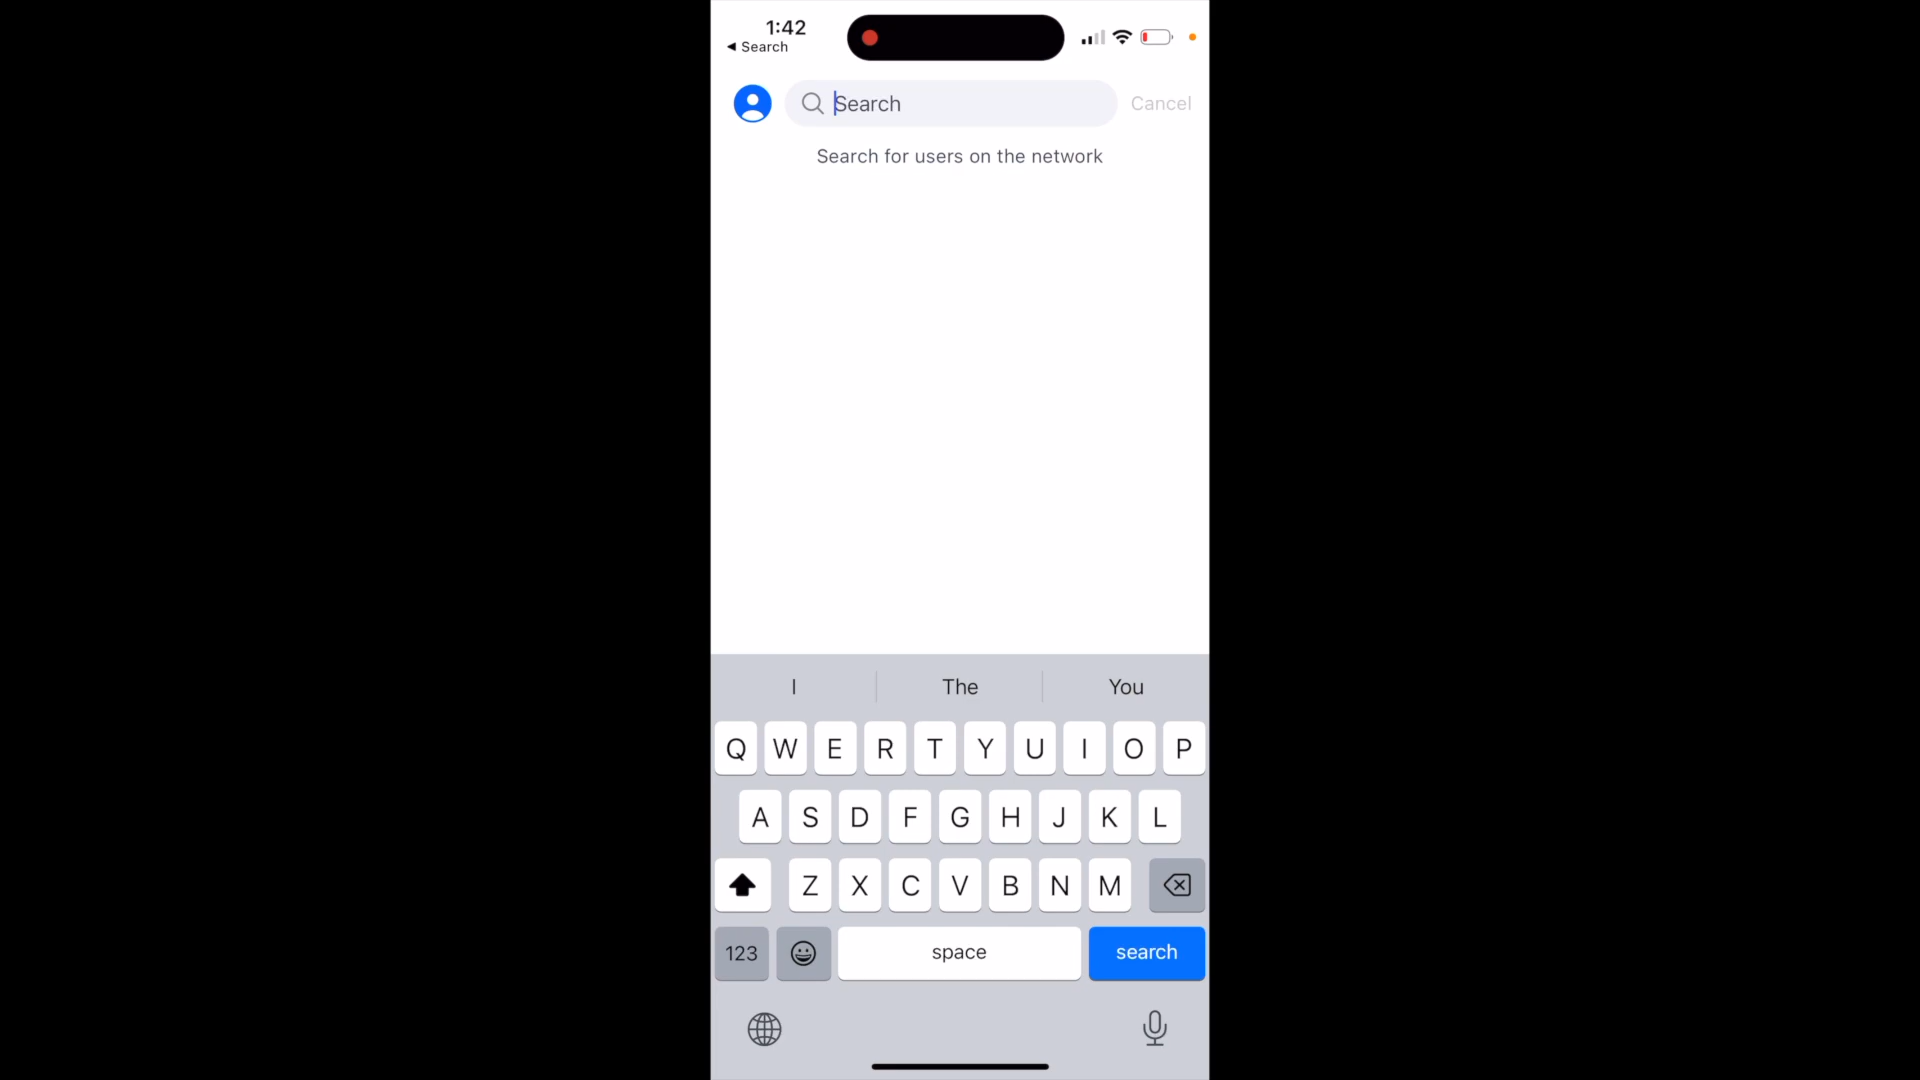 1:42
◀ Search
Search
Cancel
Search for users on the network
I
The
You
Q W E R T Y U I O P
A S D F G H J K L
Z X C V B N M
123
space
search